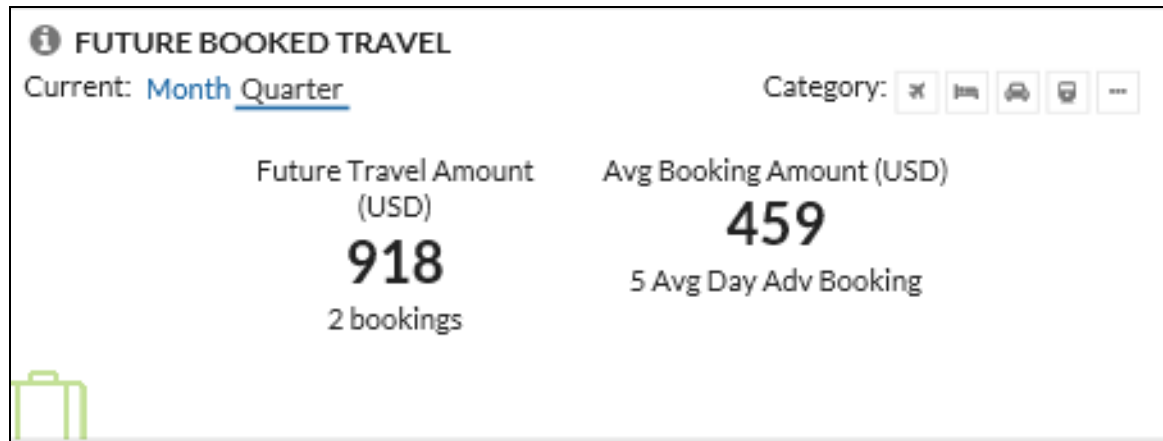 FUTURE BOOKED TRAVEL
Current: Month Quarter Category:
Future Travel Amount
(USD)
918
2 bookings
Avg Booking Amount (USD)
459
5 Avg Day Adv Booking